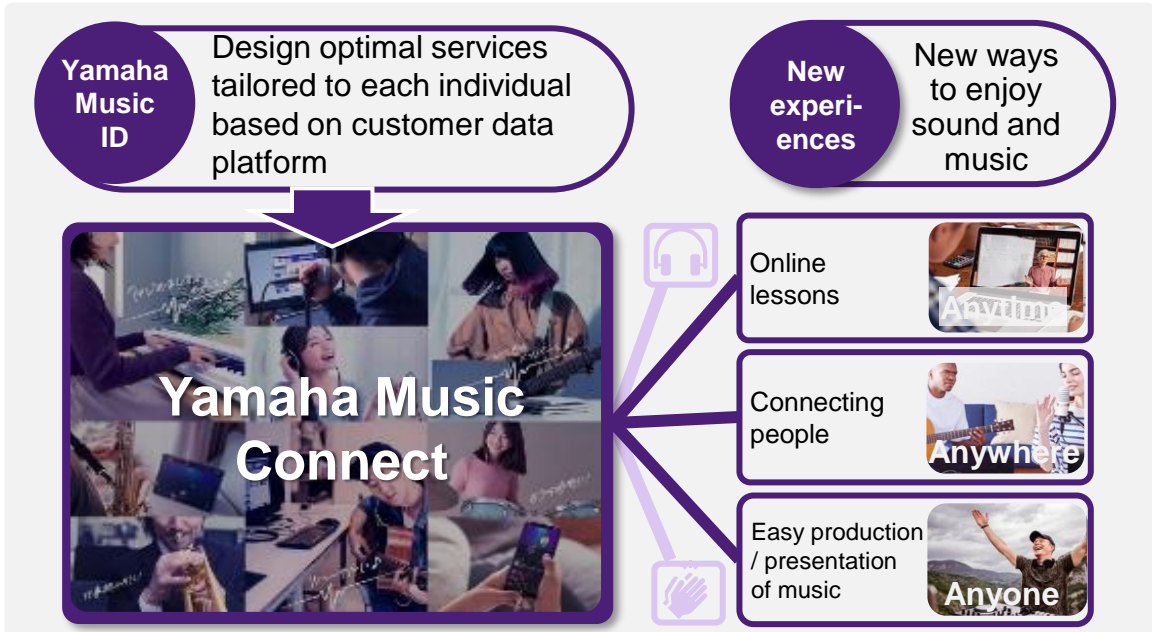 Yamaha
Music
ID
Design optimal services
tailored to each individual
based on customer data
platform
New
experi-
ences
New ways
to enjoy
sound and
music
Yamaha Music
Connect
Online
lessons
Anytime
Connecting
people
Anywhere
Easy production
/ presentation
of music
Anyone